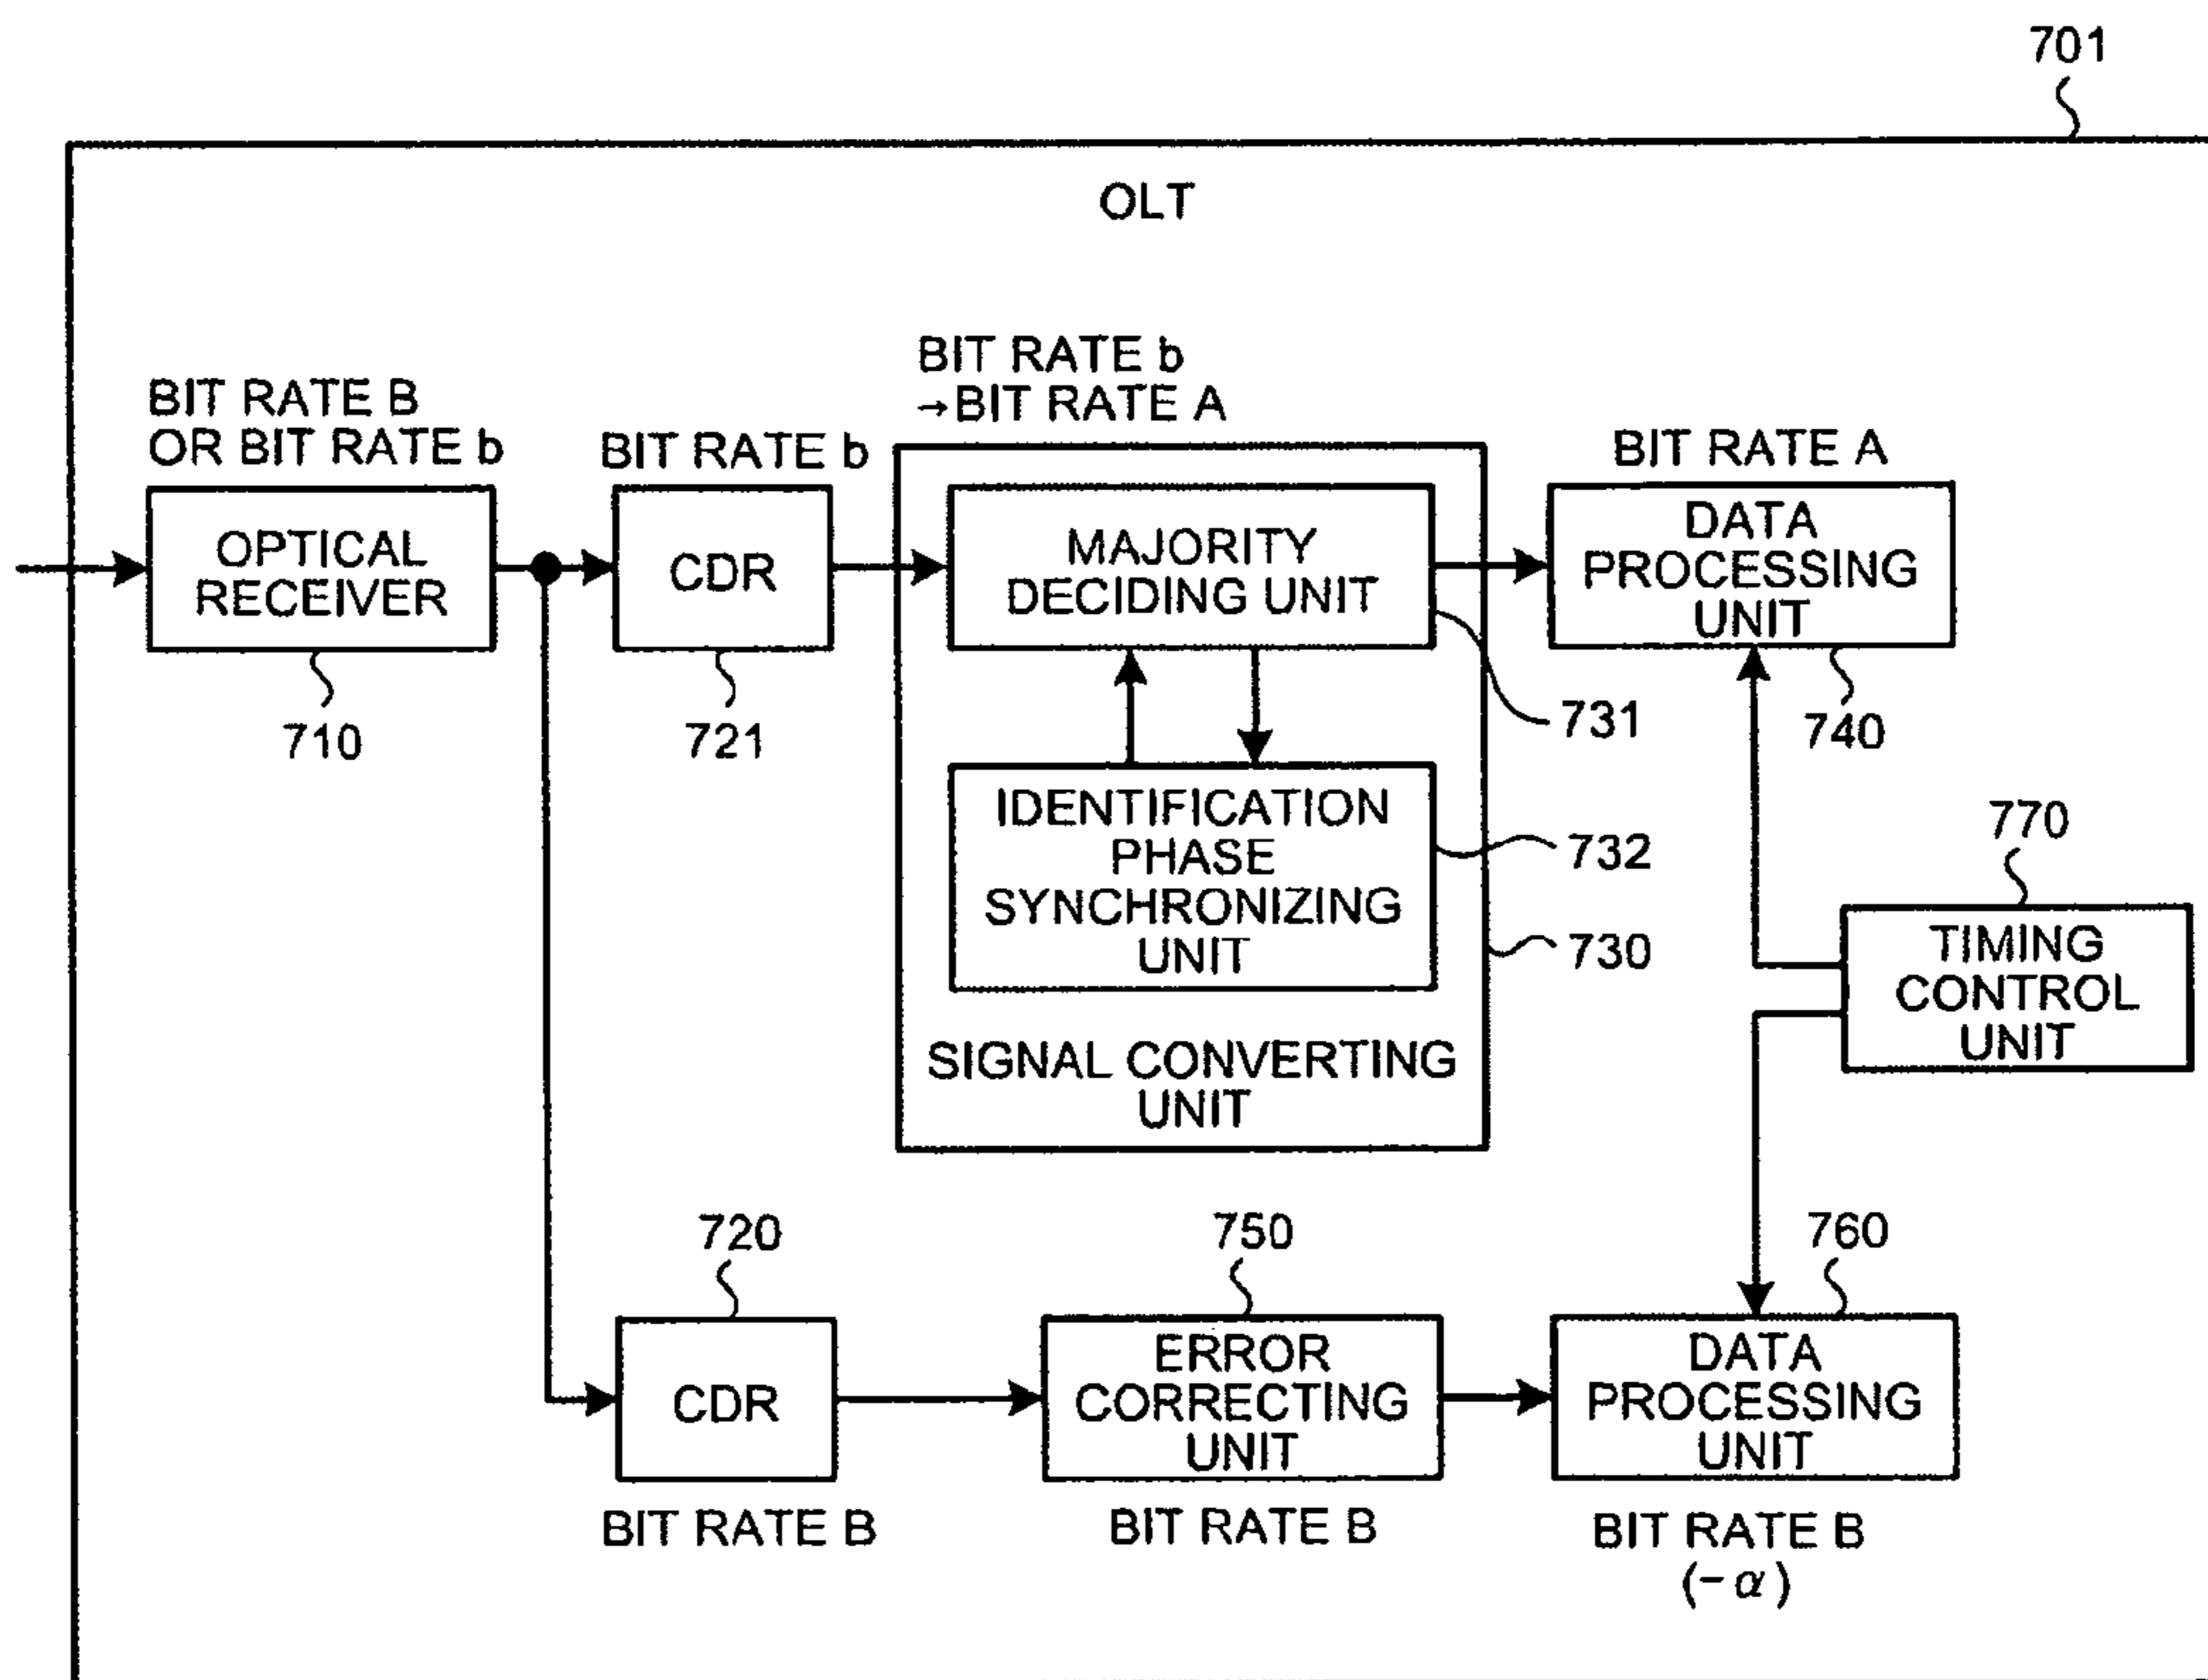 701
OLT
BIT RATE b
→BIT RATE A
BIT RATE B
OR BIT RATE b
BIT RATE b
BIT RATE A
OPTICAL
RECEIVER
CDR
MAJORITY
DECIDING UNIT
DATA
PROCESSING
UNIT
710
721
731
740
IDENTIFICATION
PHASE
SYNCHRONIZING
UNIT
732
730
770
TIMING
CONTROL
UNIT
SIGNAL CONVERTING
UNIT
720
750
760
CDR
ERROR
CORRECTING
UNIT
DATA
PROCESSING
UNIT
BIT RATE B
BIT RATE B
BIT RATE B
(-α)